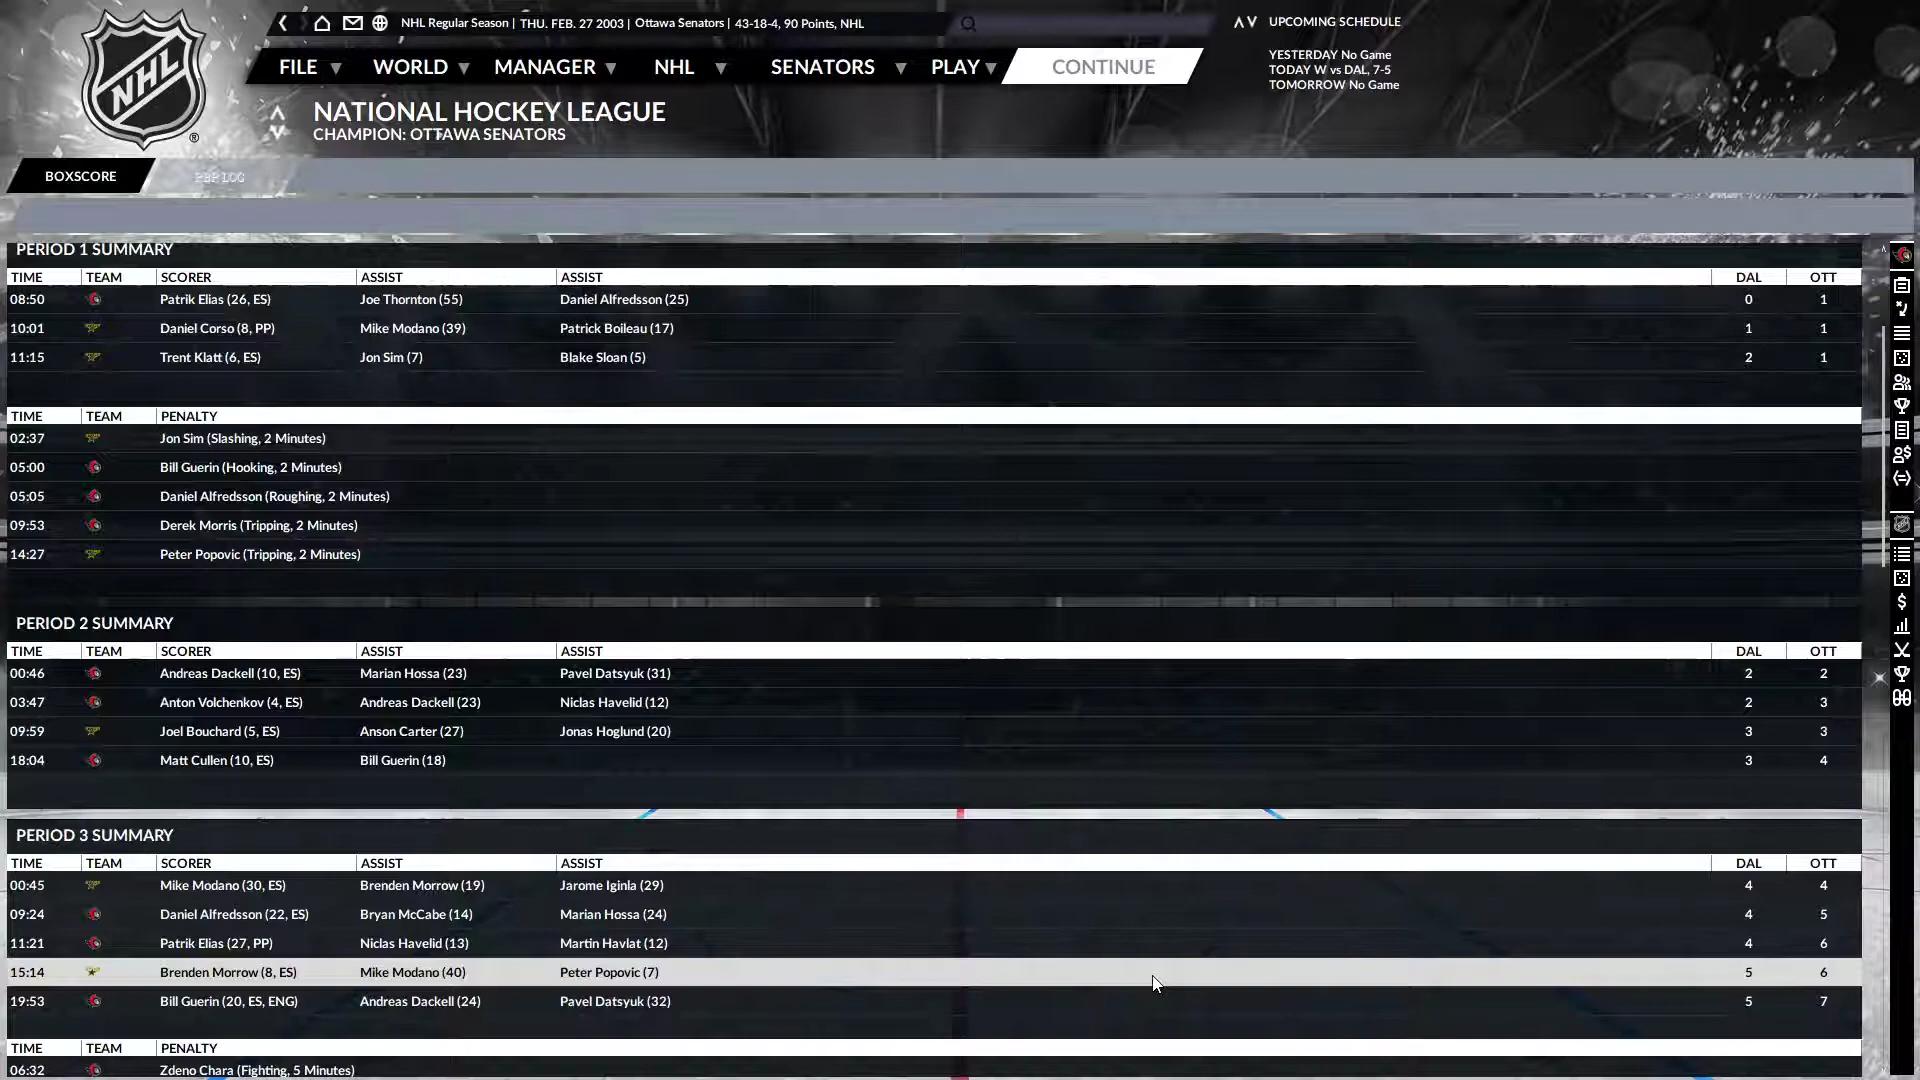 NHL Regular Season | THU. FEB. 27 2003 | Ottawa Senators | 43-18-4, 90 Points, NHL
UPCOMING SCHEDULE
YESTERDAY No Game
TODAY W vs DAL, 7-5
TOMORROW No Game
FILE WORLD MANAGER NHL SENATORS PLAY CONTINUE
NHL
NATIONAL HOCKEY LEAGUE
CHAMPION: OTTAWA SENATORS
BOXSCORE PBP LOG
PERIOD 1 SUMMARY
TIME TEAM SCORER ASSIST ASSIST DAL OTT
08:50 Patrik Elias (26, ES) Joe Thornton (55) Daniel Alfredsson (25) 0 1
10:01 Daniel Corso (8, PP) Mike Modano (39) Patrick Boileau (17) 1 1
11:15 Trent Klatt (6, ES) Jon Sim (7) Blake Sloan (5) 2 1
TIME TEAM PENALTY
02:37 Jon Sim (Slashing, 2 Minutes)
05:00 Bill Guerin (Hooking, 2 Minutes)
05:05 Daniel Alfredsson (Roughing, 2 Minutes)
09:53 Derek Morris (Tripping, 2 Minutes)
14:27 Peter Popovic (Tripping, 2 Minutes)
PERIOD 2 SUMMARY
TIME TEAM SCORER ASSIST ASSIST DAL OTT
00:46 Andreas Dackell (10, ES) Marian Hossa (23) Pavel Datsyuk (31) 2 2
03:47 Anton Volchenkov (4, ES) Andreas Dackell (23) Niclas Havelid (12) 2 3
09:59 Joel Bouchard (5, ES) Anson Carter (27) Jonas Hoglund (20) 3 3
18:04 Matt Cullen (10, ES) Bill Guerin (18) 3 4
PERIOD 3 SUMMARY
TIME TEAM SCORER ASSIST ASSIST DAL OTT
00:45 Mike Modano (30, ES) Brenden Morrow (19) Jarome Iginla (29) 4 4
09:24 Daniel Alfredsson (22, ES) Bryan McCabe (14) Marian Hossa (24) 4 5
11:21 Patrik Elias (27, PP) Niclas Havelid (13) Martin Havlat (12) 4 6
15:14 Brenden Morrow (8, ES) Mike Modano (40) Peter Popovic (7) 5 6
19:53 Bill Guerin (20, ES, ENG) Andreas Dackell (24) Pavel Datsyuk (32) 5 7
TIME TEAM PENALTY
06:32 Zdeno Chara (Fighting, 5 Minutes)